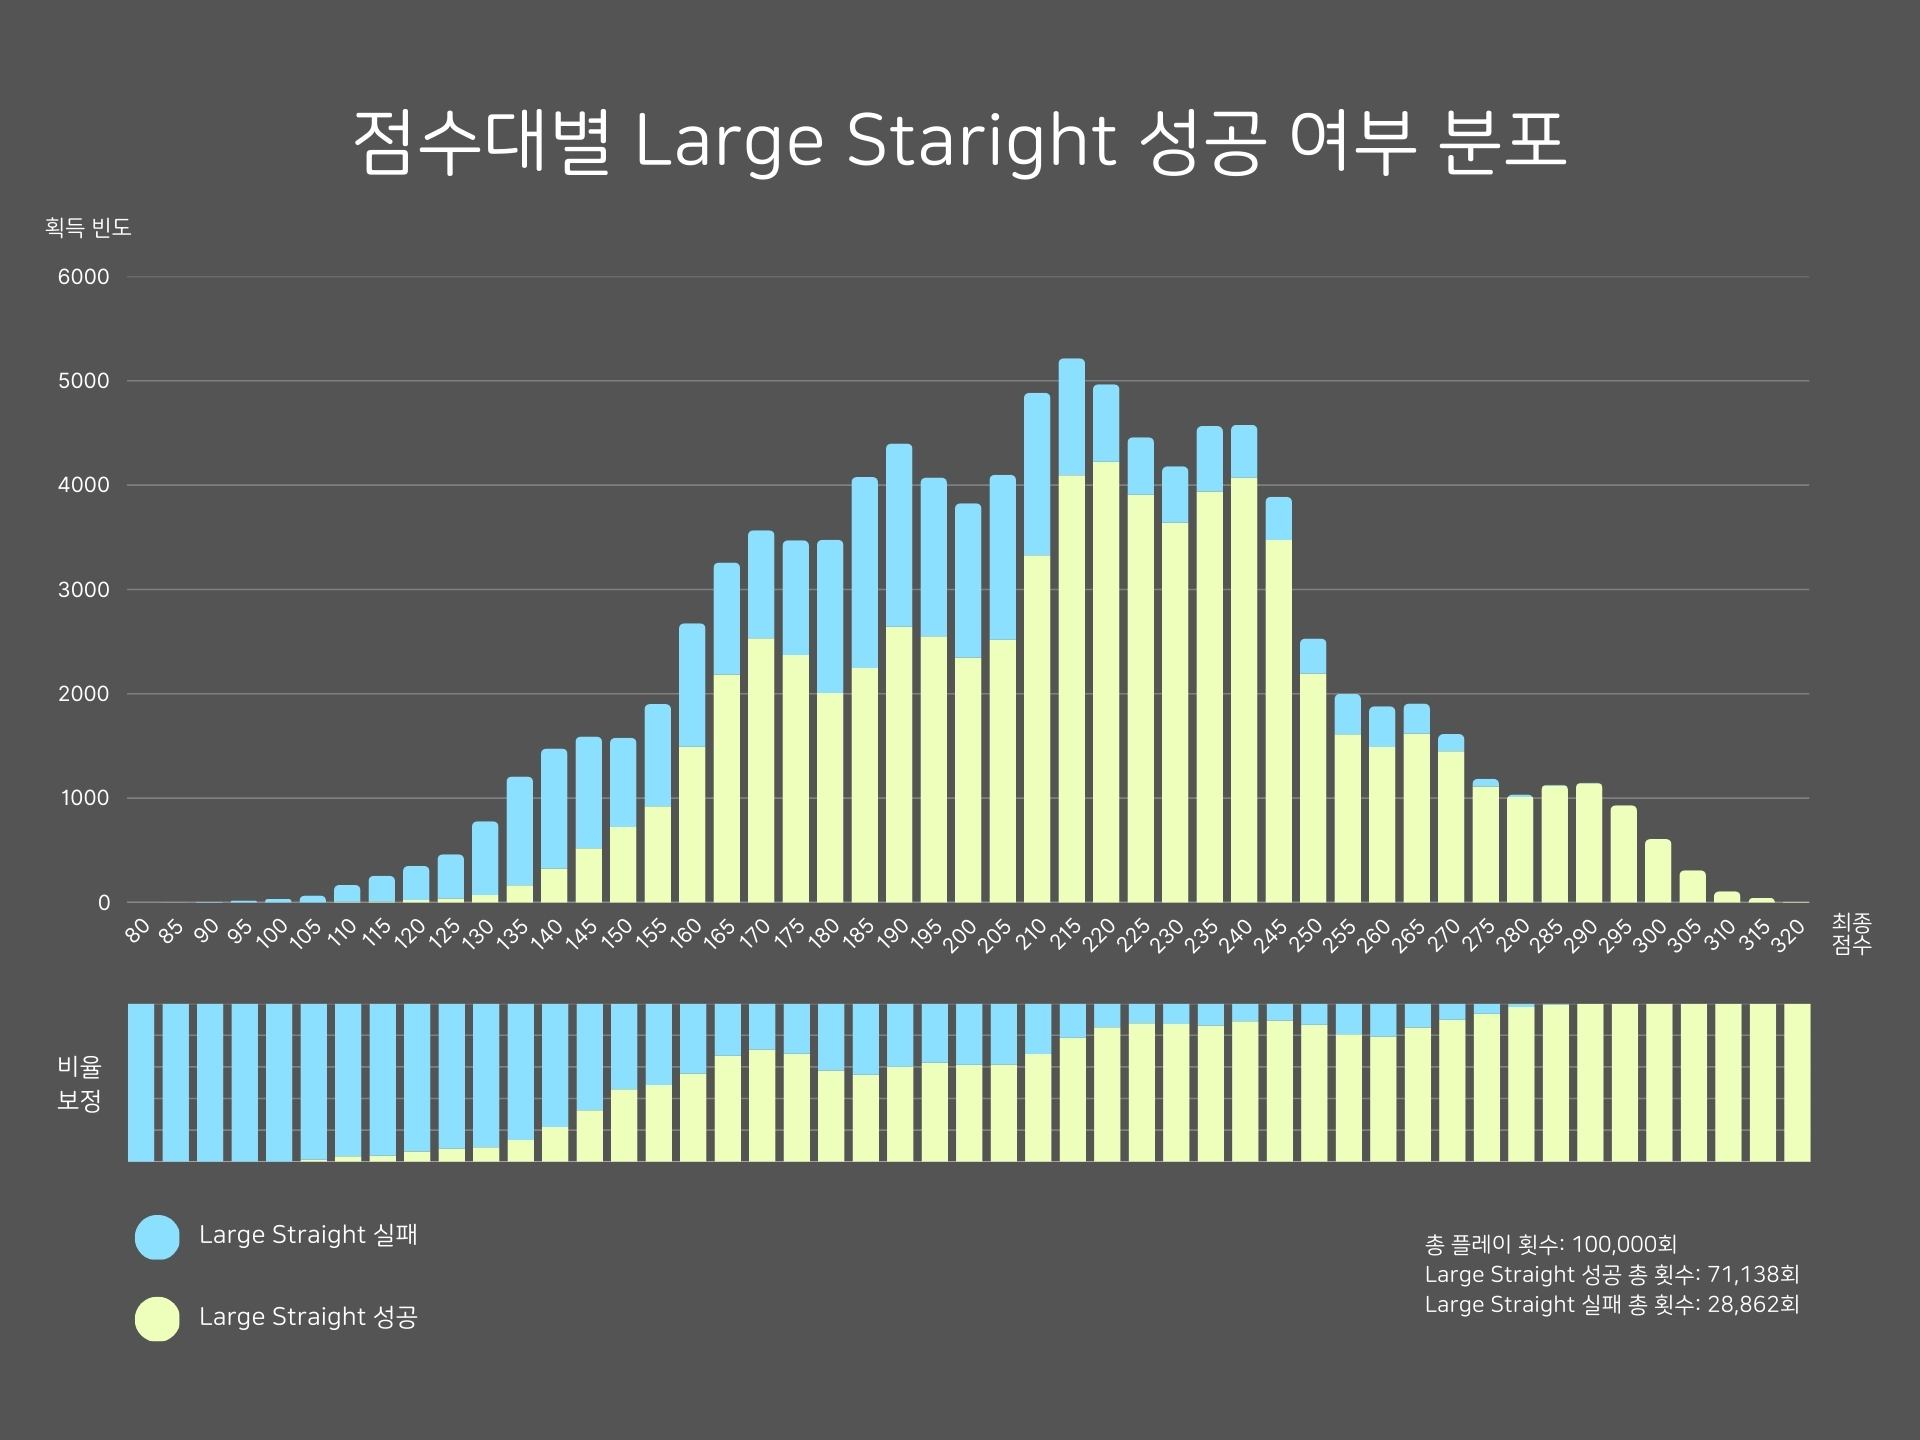 점수대별 Large Staright 성공 여부 분포
획득 빈도
6000
5000
4000
3000
2000
1000
0
80 85 90 95 100 105 110 115 120 125 130 135 140 145 150 155 160 165 170 175 180 185 190 195 200 205 210 215 220 225 230 235 240 245 250 255 260 265 270 275 280 285 290 295 300 305 310 315 320
최종
점수
비율
보정
Large Straight 실패
Large Straight 성공
총 플레이 횟수: 100,000회
Large Straight 성공 총 횟수: 71,138회
Large Straight 실패 총 횟수: 28,862회